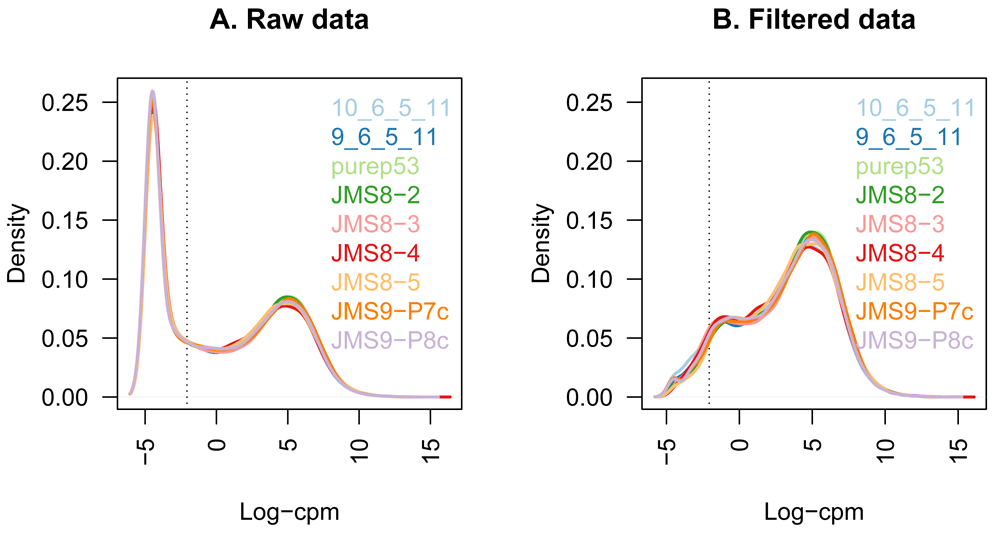 A. Raw data
0.25
0.20
0.15
0.10
0.05
0.00
Density
10_6_5_11
9_6_5_11
purep53
JMS8−2
JMS8−3
JMS8−4
JMS8−5
JMS9−P7c
JMS9−P8c
−5
0
5
10
15
Log−cpm
B. Filtered data
0.25
0.20
0.15
0.10
0.05
0.00
Density
10_6_5_11
9_6_5_11
purep53
JMS8−2
JMS8−3
JMS8−4
JMS8−5
JMS9−P7c
JMS9−P8c
−5
0
5
10
15
Log−cpm